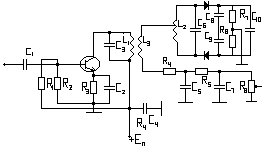 C₁ R₁ R₂ R₃ C₃ C₂ L₁ L₃ L₂ C₆ C₈ C₉ R₇ R₈ C₁₀
R₄ R₅ C₅ C₇ R₆
R₄ C₄
+Eₙ